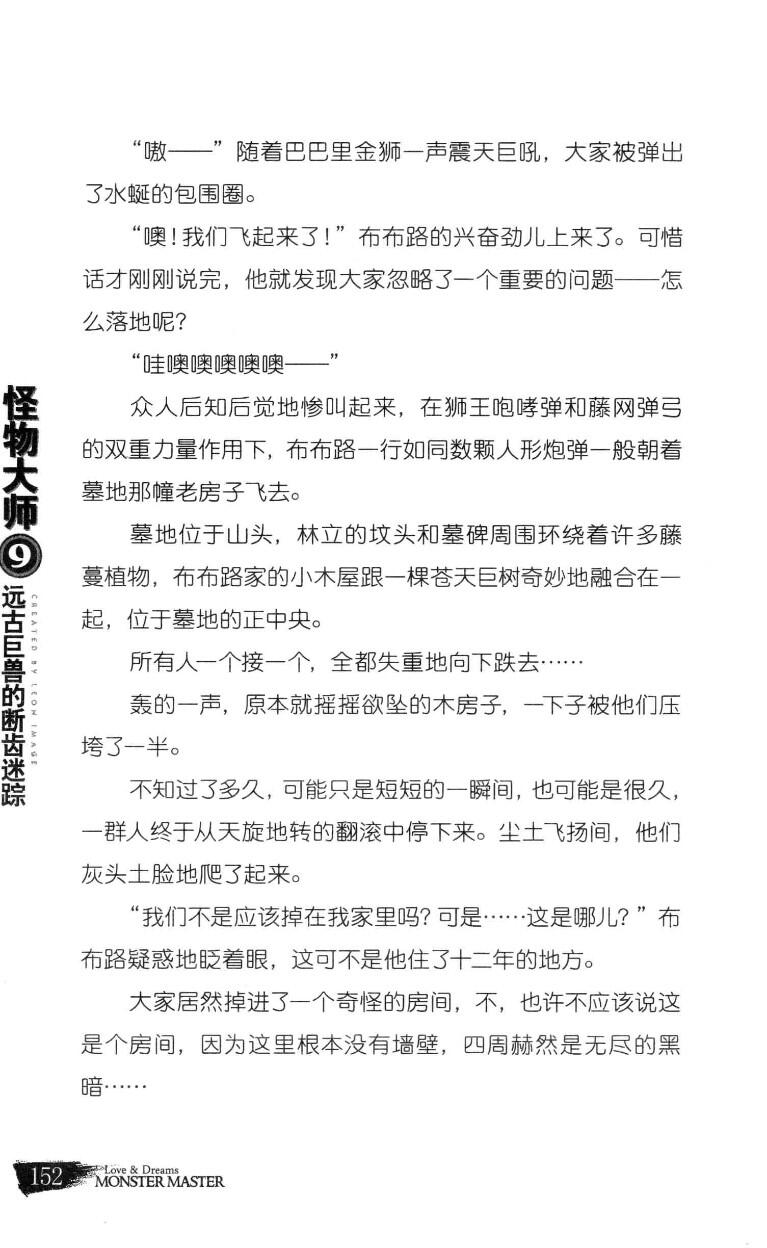 “嗷——”随着巴巴里金狮一声震天巨吼，大家被弹出
了水蜒的包围圈。
“噢！我们飞起来了！”布布路的兴奋劲儿上来了。可惜
话才刚刚说完，他就发现大家忽略了一个重要的问题——怎
么落地呢？
“哇噢噢噢噢噢——”
众人后知后觉地惨叫起来，在狮王咆哮弹和藤网弹弓
的双重力量作用下，布布路一行如同数颗人形炮弹一般朝着
墓地那幢老房子飞去。
墓地位于山头，林立的坟头和墓碑周围环绕着许多藤
蔓植物，布布路家的小木屋跟一棵苍天巨树奇妙地融合在一
起，位于墓地的正中央。
所有人一个接一个，全都失重地向下跌去……
轰的一声，原本就摇摇欲坠的木房子，一下子被他们压
垮了一半。
不知过了多久，可能只是短短的一瞬间，也可能是很久，
一群人终于从天旋地转的翻滚中停下来。尘土飞扬间，他们
灰头土脸地爬了起来。
“我们不是应该掉在我家里吗？可是……这是哪儿？”布
布路疑惑地眨着眼，这可不是他住了十二年的地方。
大家居然掉进了一个奇怪的房间，不，也许不应该说这
是个房间，因为这里根本没有墙壁，四周赫然是无尽的黑
暗……
怪物大师9
远古巨兽的断齿迷踪
CREATED BY LEON IMAGE
152
Love & Dreams
MONSTER MASTER